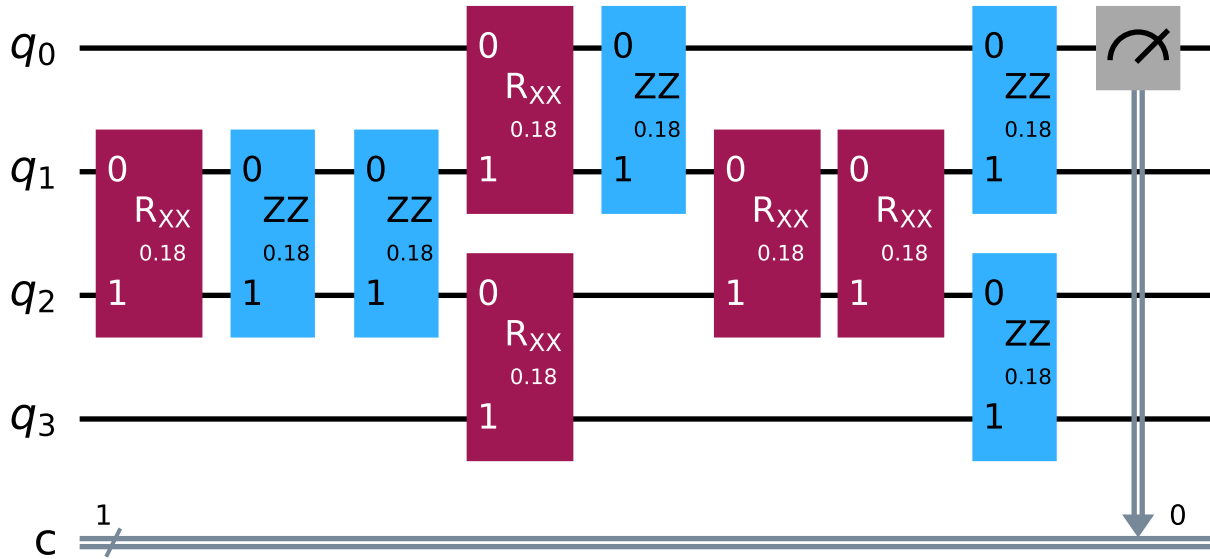 q0 0 0 0
RXX ZZ ZZ
0.18 0.18 0.18
q1 0 0 0 1 1 0 0 1
RXX ZZ ZZ RXX RXX
0.18 0.18 0.18 0.18 0.18
q2 1 1 1 0 1 1 0
RXX ZZ
0.18 0.18
q3 1 1
1 0
c